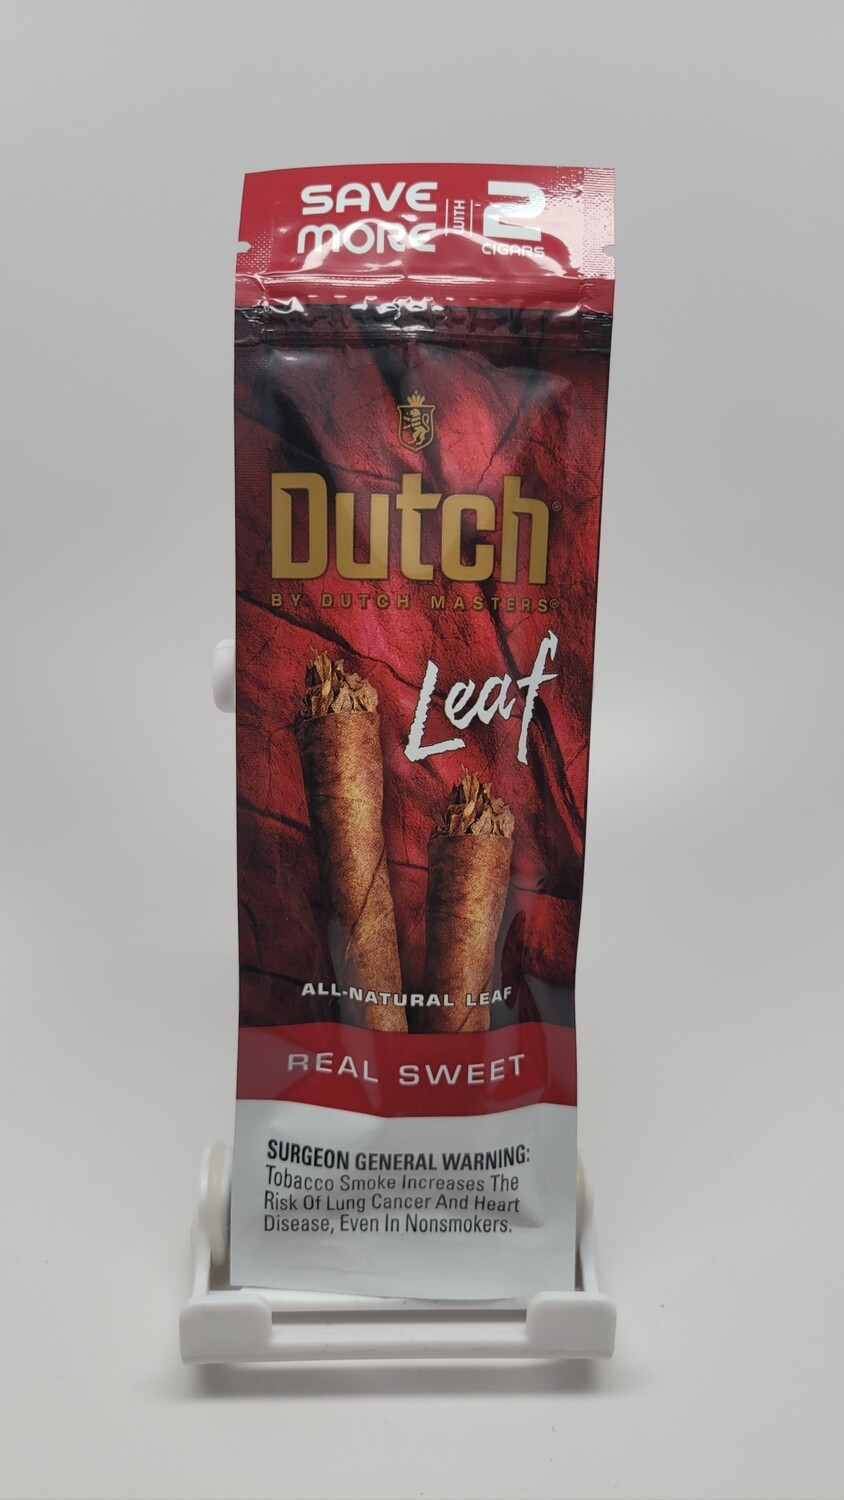 SAVE
MORE
WITH
2
CIGARS
Dutch®
BY DUTCH MASTERS®
Leaf
ALL-NATURAL LEAF
REAL SWEET
SURGEON GENERAL WARNING:
Tobacco Smoke Increases The
Risk Of Lung Cancer And Heart
Disease, Even In Nonsmokers.